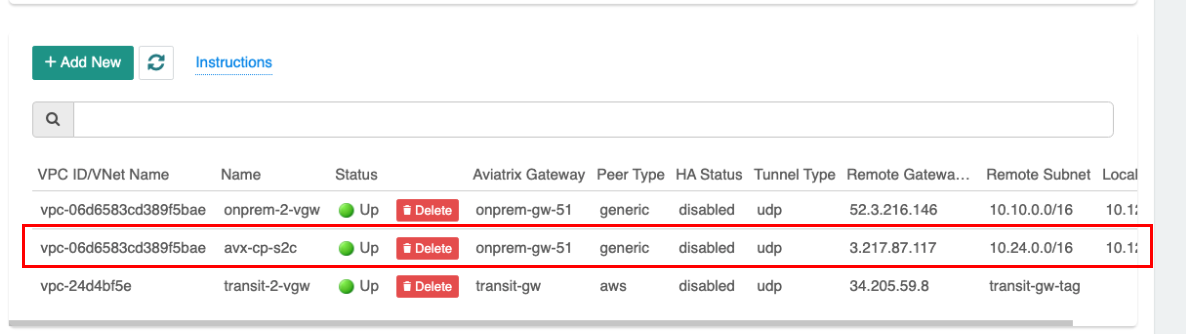 + Add New Instructions
VPC ID/VNet Name Name Status Aviatrix Gateway Peer Type HA Status Tunnel Type Remote Gatewa... Remote Subnet Local
vpc-06d6583cd389f5bae onprem-2-vgw Up Delete onprem-gw-51 generic disabled udp 52.3.216.146 10.10.0.0/16 10.12
vpc-06d6583cd389f5bae avx-cp-s2c Up Delete onprem-gw-51 generic disabled udp 3.217.87.117 10.24.0.0/16 10.12
vpc-24d4bf5e transit-2-vgw Up Delete transit-gw aws disabled udp 34.205.59.8 transit-gw-tag